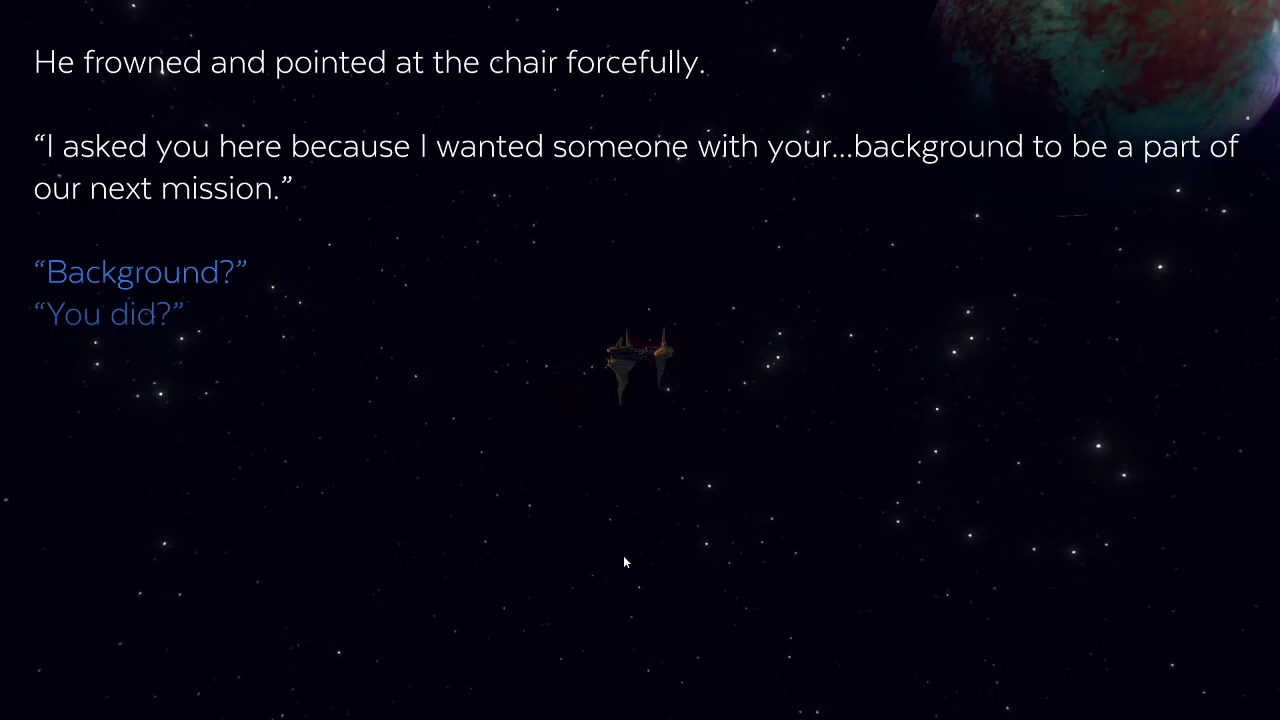 He frowned and pointed at the chair forcefully.
“I asked you here because I wanted someone with your...background to be a part of
our next mission.”
“Background?”
“You did?”